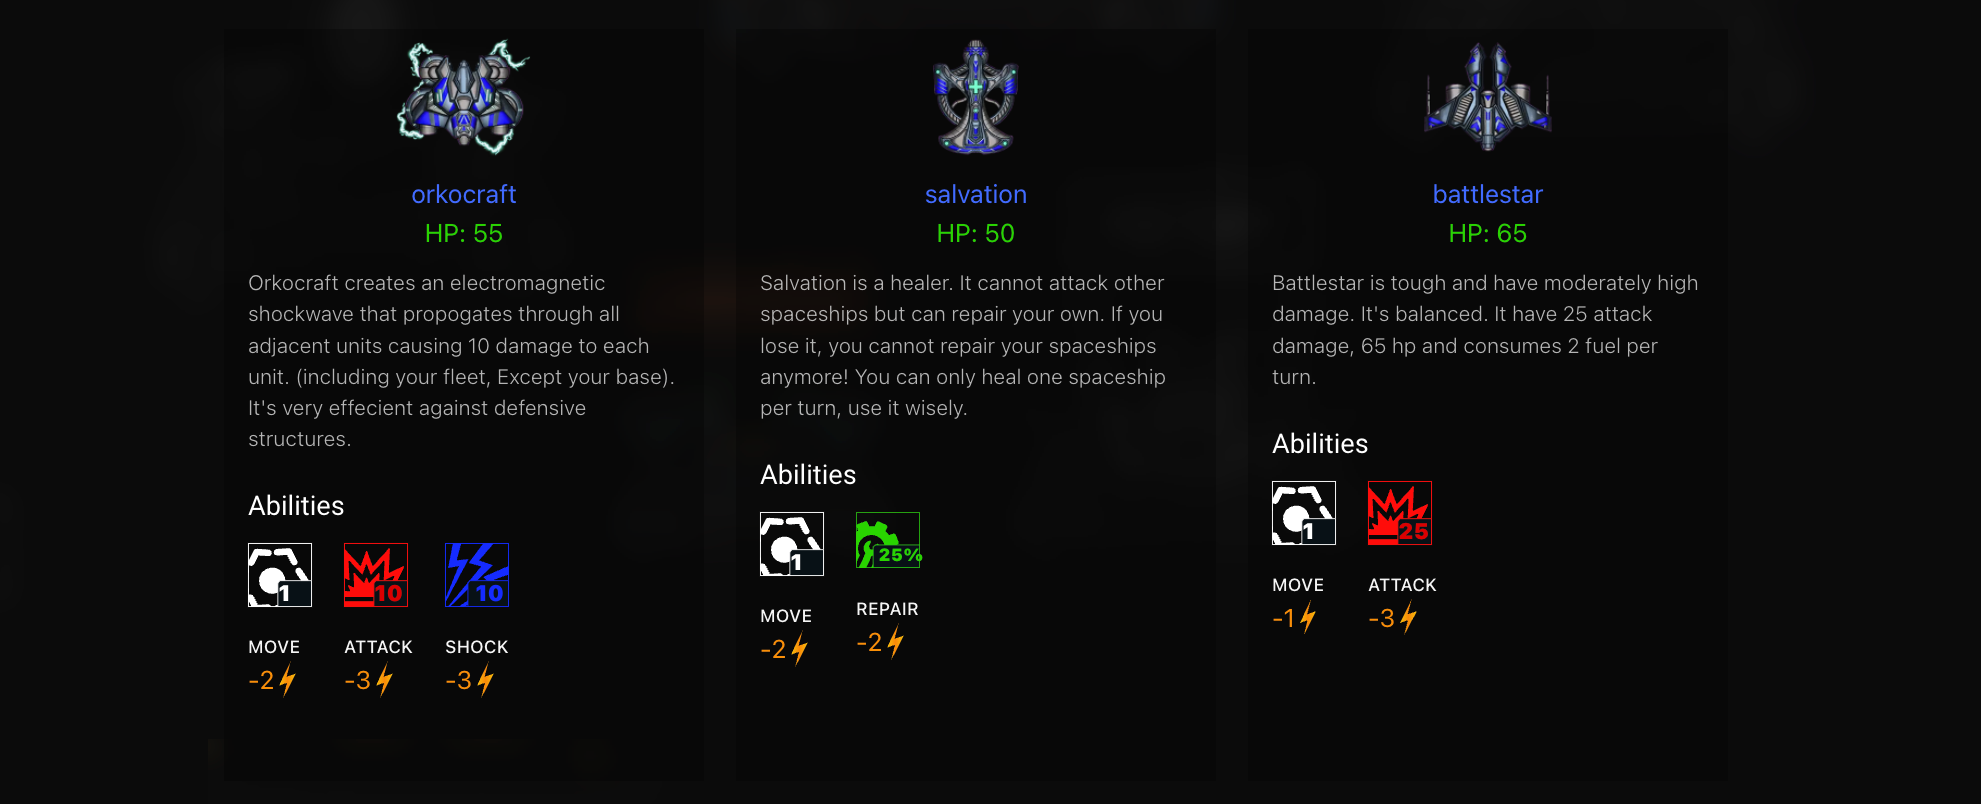 orkocraft
HP: 55
Orkocraft creates an electromagnetic
shockwave that propogates through all
adjacent units causing 10 damage to each
unit. (including your fleet, Except your base).
It's very effecient against defensive
structures.
Abilities
1
10
10
MOVE
ATTACK
SHOCK
-2
-3
-3
salvation
HP: 50
Salvation is a healer. It cannot attack other
spaceships but can repair your own. If you
lose it, you cannot repair your spaceships
anymore! You can only heal one spaceship
per turn, use it wisely.
Abilities
1
25%
MOVE
REPAIR
-2
-2
battlestar
HP: 65
Battlestar is tough and have moderately high
damage. It's balanced. It have 25 attack
damage, 65 hp and consumes 2 fuel per
turn.
Abilities
1
25
MOVE
ATTACK
-1
-3